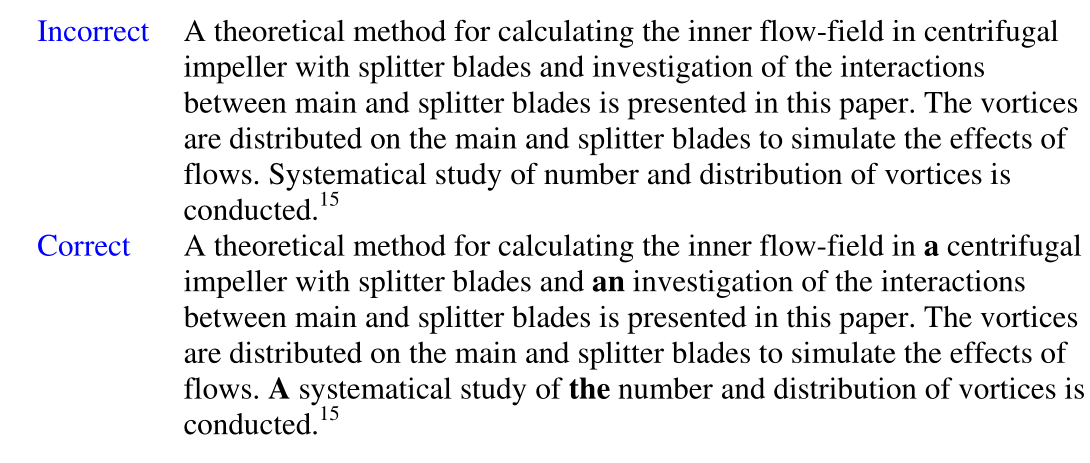 Incorrect A theoretical method for calculating the inner flow-field in centrifugal
impeller with splitter blades and investigation of the interactions
between main and splitter blades is presented in this paper. The vortices
are distributed on the main and splitter blades to simulate the effects of
flows. Systematical study of number and distribution of vortices is
conducted.15
Correct A theoretical method for calculating the inner flow-field in a centrifugal
impeller with splitter blades and an investigation of the interactions
between main and splitter blades is presented in this paper. The vortices
are distributed on the main and splitter blades to simulate the effects of
flows. A systematical study of the number and distribution of vortices is
conducted.15